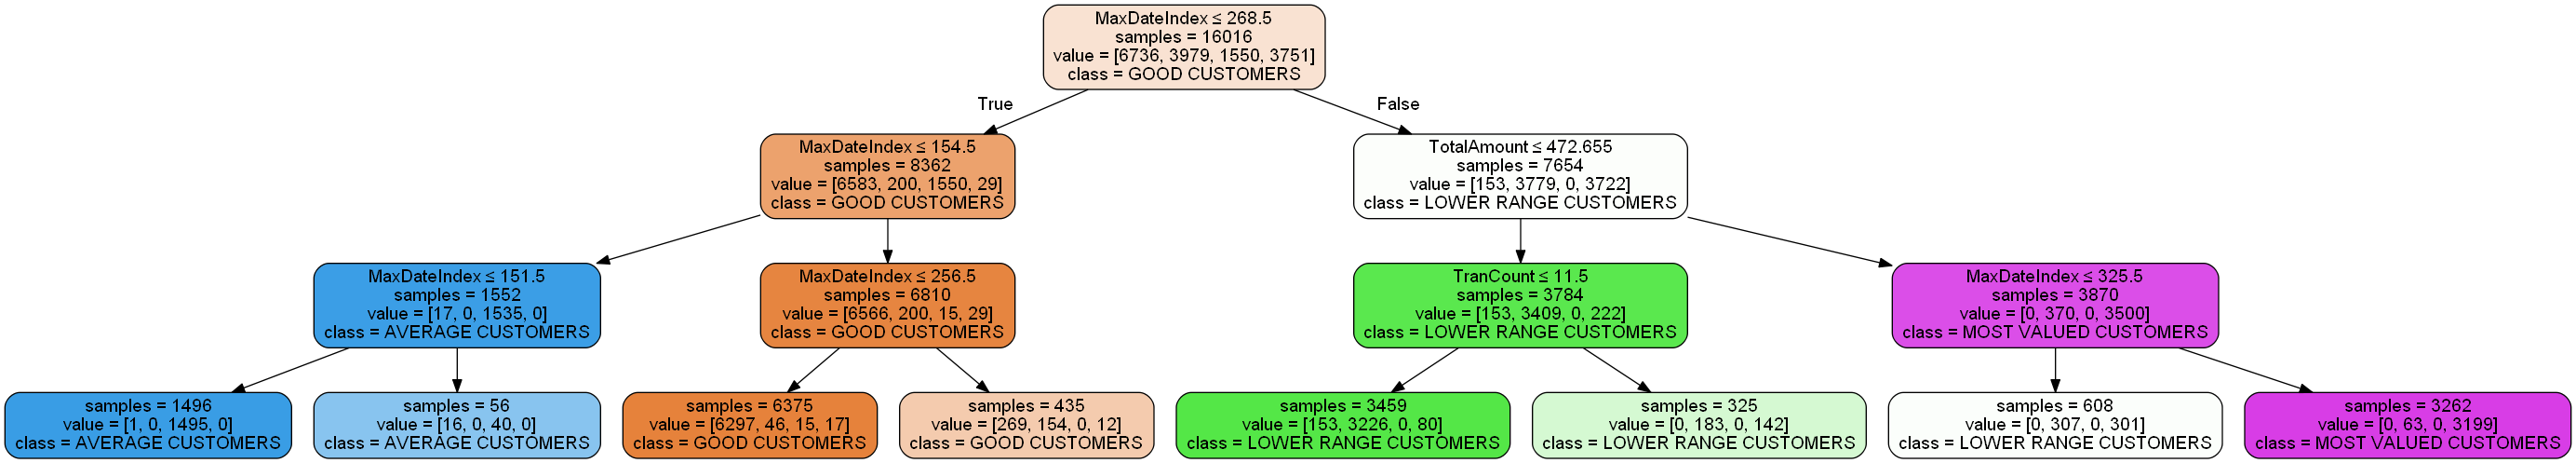 MaxDateIndex ≤ 268.5
samples = 16016
value = [6736, 3979, 1550, 3751]
class = GOOD CUSTOMERS
True
False
MaxDateIndex ≤ 154.5
samples = 8362
value = [6583, 200, 1550, 29]
class = GOOD CUSTOMERS
TotalAmount ≤ 472.655
samples = 7654
value = [153, 3779, 0, 3722]
class = LOWER RANGE CUSTOMERS
MaxDateIndex ≤ 151.5
samples = 1552
value = [17, 0, 1535, 0]
class = AVERAGE CUSTOMERS
MaxDateIndex ≤ 256.5
samples = 6810
value = [6566, 200, 15, 29]
class = GOOD CUSTOMERS
TranCount ≤ 11.5
samples = 3784
value = [153, 3409, 0, 222]
class = LOWER RANGE CUSTOMERS
MaxDateIndex ≤ 325.5
samples = 3870
value = [0, 370, 0, 3500]
class = MOST VALUED CUSTOMERS
samples = 1496
value = [1, 0, 1495, 0]
class = AVERAGE CUSTOMERS
samples = 56
value = [16, 0, 40, 0]
class = AVERAGE CUSTOMERS
samples = 6375
value = [6297, 46, 15, 17]
class = GOOD CUSTOMERS
samples = 435
value = [269, 154, 0, 12]
class = GOOD CUSTOMERS
samples = 3459
value = [153, 3226, 0, 80]
class = LOWER RANGE CUSTOMERS
samples = 325
value = [0, 183, 0, 142]
class = LOWER RANGE CUSTOMERS
samples = 608
value = [0, 307, 0, 301]
class = LOWER RANGE CUSTOMERS
samples = 3262
value = [0, 63, 0, 3199]
class = MOST VALUED CUSTOMERS